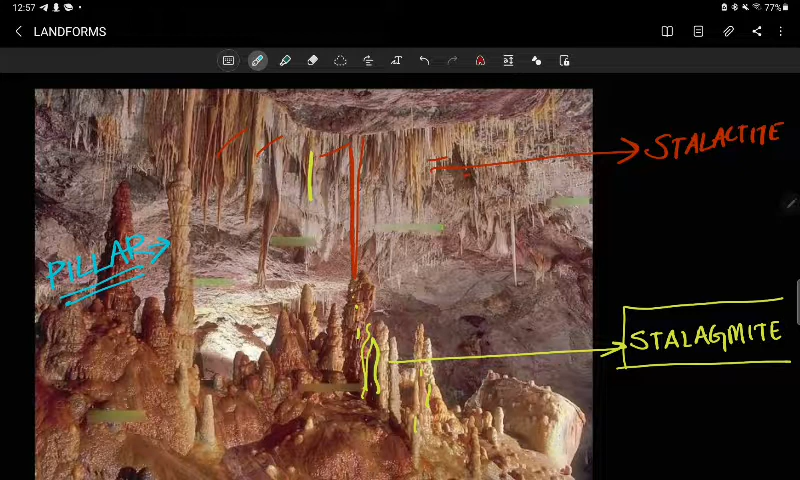 12:57
77%
LANDFORMS
STALACTITE
PILLAR
STALAGMITE